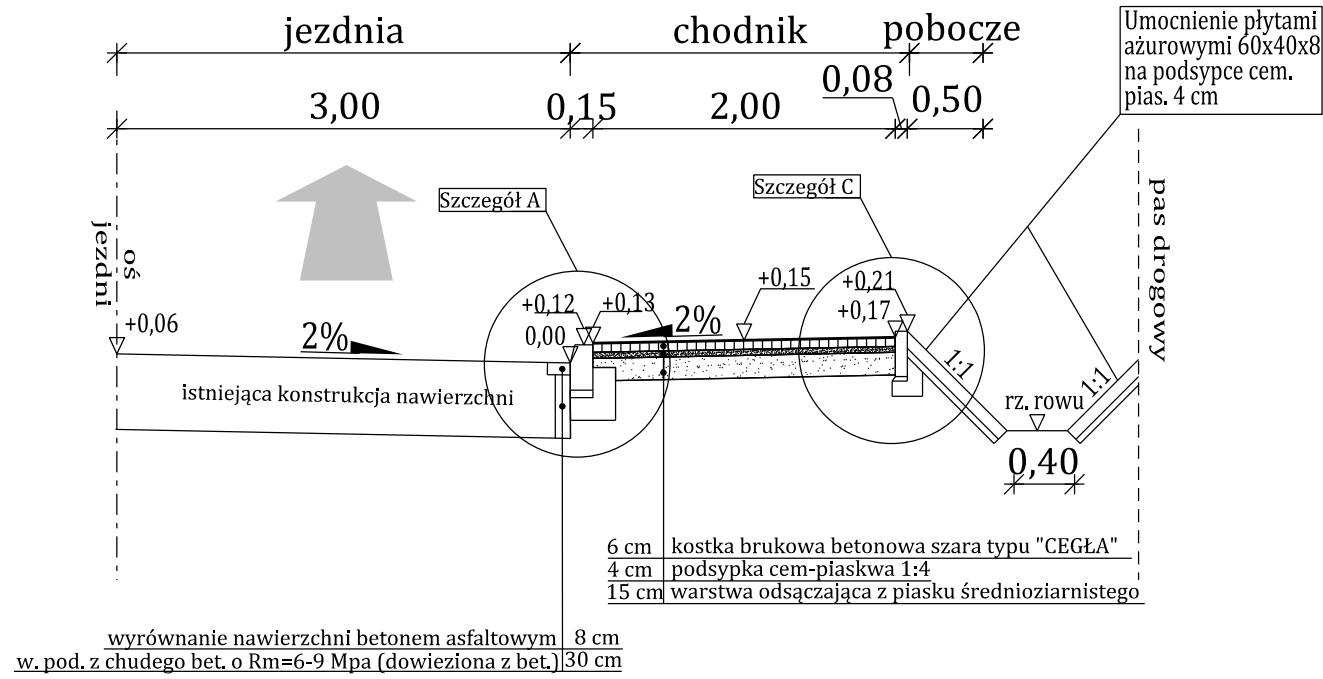 jezdnia
chodnik
pobocze
3,00
0,15
2,00
0,08
0,50
Umocnienie płytami
ażurowymi 60x40x8
na podsypce cem.
pias. 4 cm
Szczegół A
Szczegół C
oś
jezdni
pas drogowy
+0,06
2%
+0,12
0,00
+0,13
2%
+0,15
+0,21
+0,17
1:1
1:1
rz. rowu
0,40
istniejąca konstrukcja nawierzchni
6 cm kostka brukowa betonowa szara typu "CEGŁA"
4 cm podsypka cem-piaskwa 1:4
15 cm warstwa odsączająca z piasku średnioziarnistego
wyrównanie nawierzchni betonem asfaltowym 8 cm
w. pod. z chudego bet. o Rm=6-9 Mpa (dowieziona z bet.) 30 cm